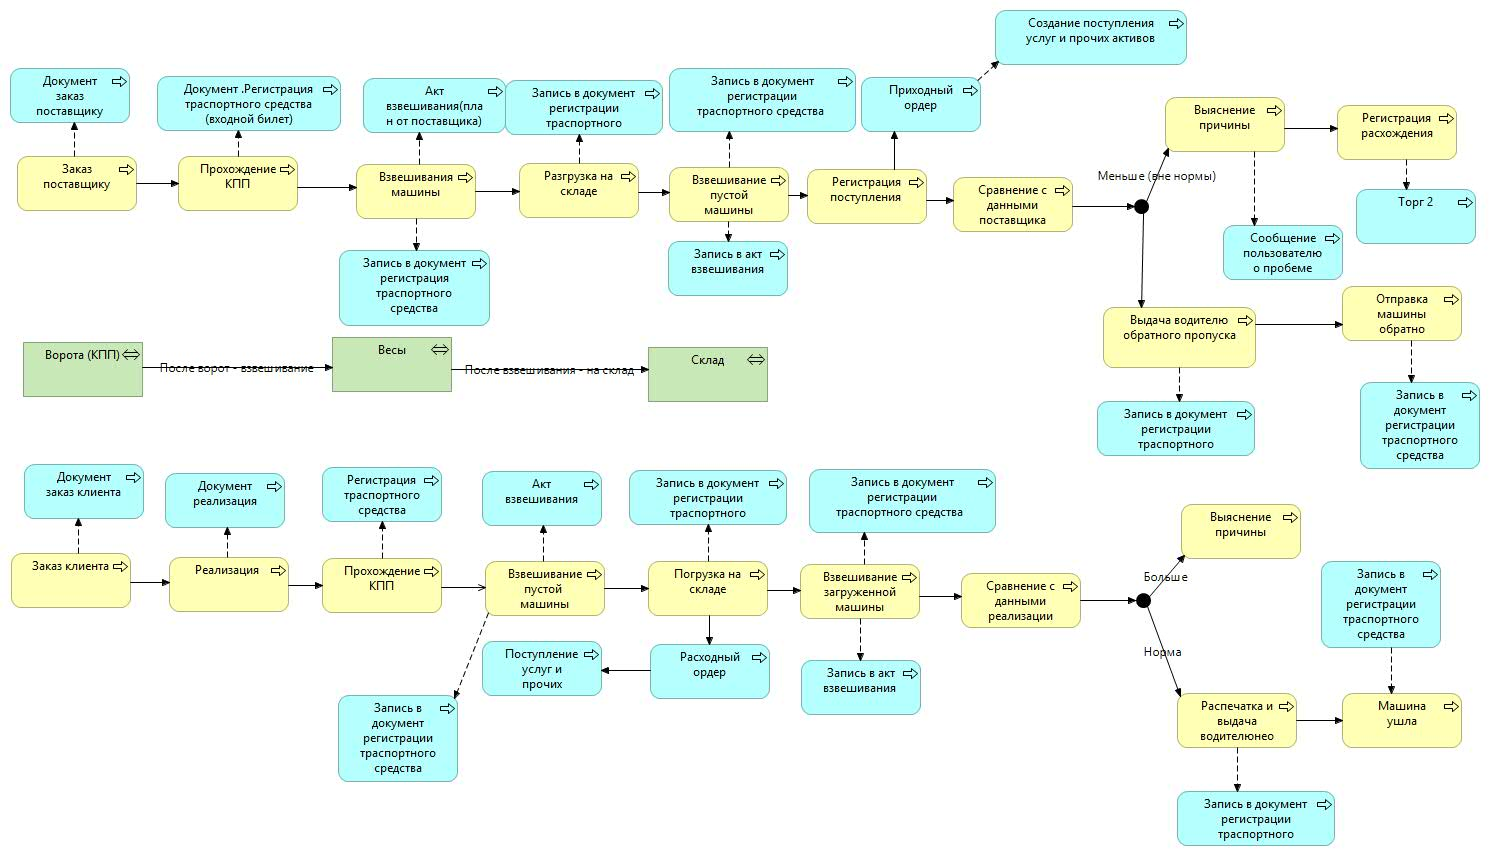 Создание поступления
услуг и прочих активов
Документ
заказ
поставщику
Документ .Регистрация
траспортного средства
(входной билет)
Акт
взвешивания(пла
н от поставщика)
Запись в документ
регистрации
траспортного
Запись в документ
регистрации
траспортного средства
Приходный
ордер
Выяснение
причины
Регистрация
расхождения
Заказ
поставщику
Прохождение
КПП
Взвешивания
машины
Разгрузка на
складе
Взвешивание
пустой
машины
Регистрация
поступления
Сравнение с
данными
поставщика
Меньше (вне нормы)
Торг 2
Запись в документ
регистрация
траспортного
средства
Запись в акт
взвешивания
Сообщение
пользователю
о пробеме
Выдача водителю
обратного пропуска
Отправка
машины
обратно
Ворота (КПП)
После ворот - взвешивание
Весы
После взвешивания - на склад
Склад
Запись в документ
регистрации
траспортного
Запись в
документ
регистрации
траспортного
средства
Документ
заказ клиента
Документ
реализация
Регистрация
траспортного
средства
Акт
взвешивания
Запись в документ
регистрации
траспортного
Запись в документ
регистрации
траспортного средства
Выяснение
причины
Заказ клиента
Реализация
Прохождение
КПП
Взвешивание
пустой
машины
Погрузка на
складе
Взвешивание
загруженной
машины
Сравнение с
данными
реализации
Больше
Норма
Запись в
документ
регистрации
траспортного
средства
Поступление
услуг и
прочих
Расходный
ордер
Запись в акт
взвешивания
Запись в
документ
регистрации
траспортного
средства
Распечатка и
выдача
водителюнео
Машина
ушла
Запись в документ
регистрации
траспортного